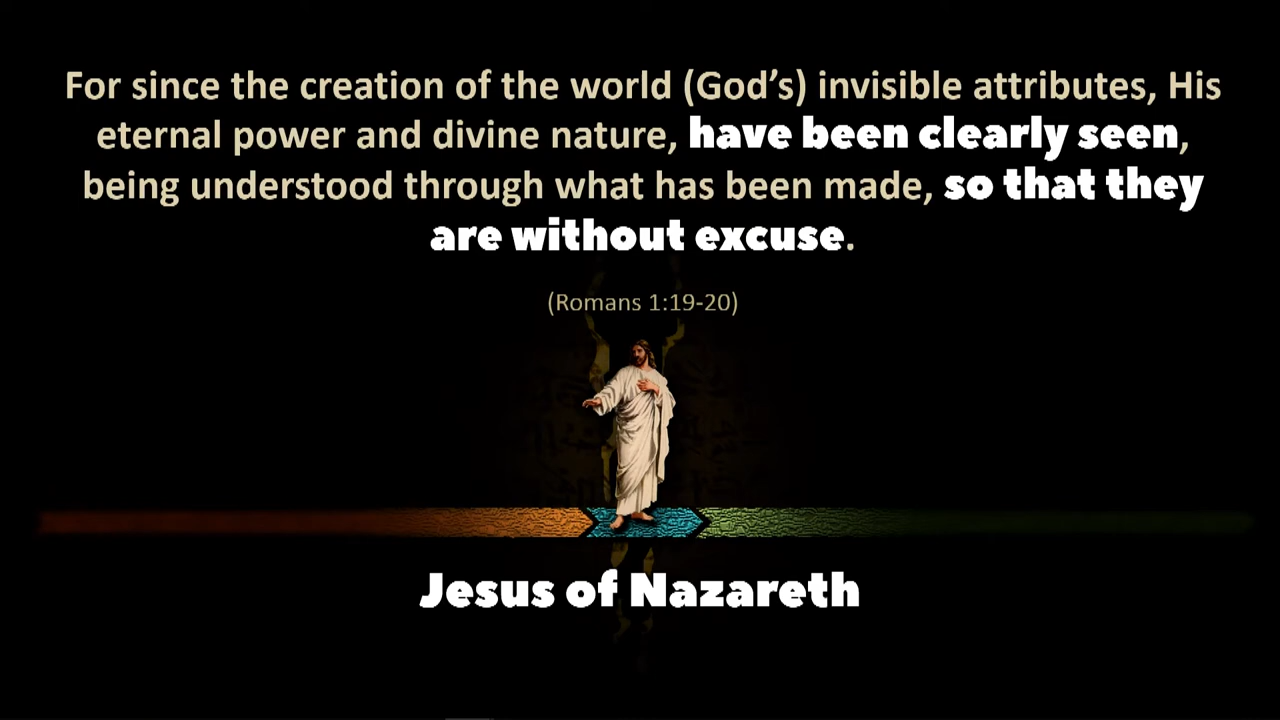 For since the creation of the world (God’s) invisible attributes, His
eternal power and divine nature, have been clearly seen,
being understood through what has been made, so that they
are without excuse.
(Romans 1:19-20)
Jesus of Nazareth